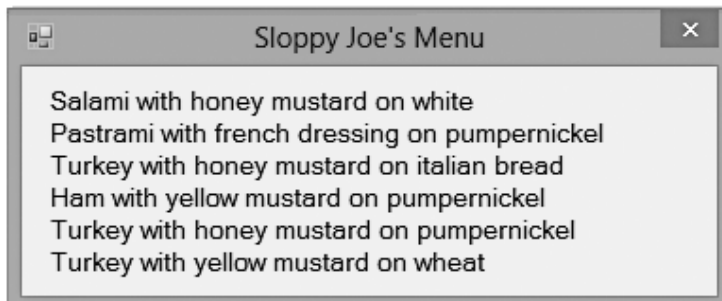 Sloppy Joe's Menu
Salami with honey mustard on white
Pastrami with french dressing on pumpernickel
Turkey with honey mustard on italian bread
Ham with yellow mustard on pumpernickel
Turkey with honey mustard on pumpernickel
Turkey with yellow mustard on wheat